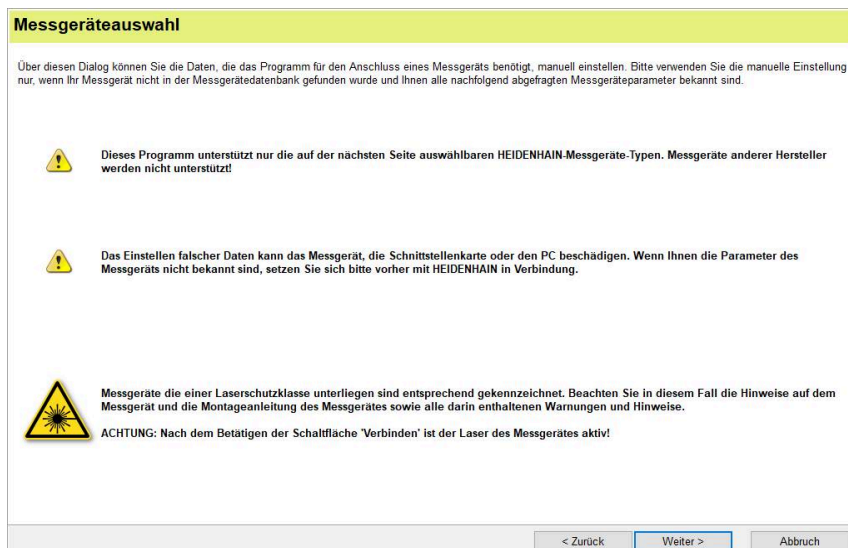 Messgeräteauswahl
Über diesen Dialog können Sie die Daten, die das Programm für den Anschluss eines Messgeräts benötigt, manuell einstellen. Bitte verwenden Sie die manuelle Einstellung
nur, wenn Ihr Messgerät nicht in der Messgerätedatenbank gefunden wurde und Ihnen alle nachfolgend abgefragten Messgeräteparameter bekannt sind.
Dieses Programm unterstützt nur die auf der nächsten Seite auswählbaren HEIDENHAIN-Messgeräte-Typen. Messgeräte anderer Hersteller
werden nicht unterstützt!
Das Einstellen falscher Daten kann das Messgerät, die Schnittstellenkarte oder den PC beschädigen. Wenn Ihnen die Parameter des
Messgeräts nicht bekannt sind, setzen Sie sich bitte vorher mit HEIDENHAIN in Verbindung.
Messgeräte die einer Laserschutzklasse unterliegen sind entsprechend gekennzeichnet. Beachten Sie in diesem Fall die Hinweise auf dem
Messgerät und die Montageanleitung des Messgerätes sowie alle darin enthaltenen Warnungen und Hinweise.
ACHTUNG: Nach dem Betätigen der Schaltfläche 'Verbinden' ist der Laser des Messgerätes aktiv!
< Zurück Weiter > Abbruch